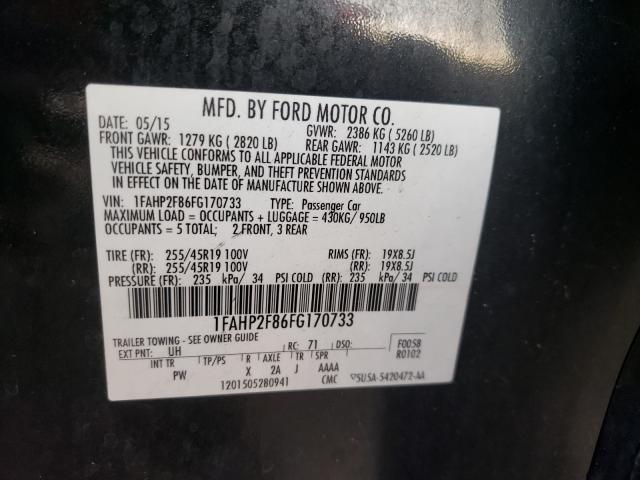 MFD. BY FORD MOTOR CO.
DATE: 05/15 GVWR: 2386 KG ( 5260 LB)
FRONT GAWR: 1279 KG ( 2820 LB) REAR GAWR: 1143 KG ( 2520 LB)
THIS VEHICLE CONFORMS TO ALL APPLICABLE FEDERAL MOTOR
VEHICLE SAFETY, BUMPER, AND THEFT PREVENTION STANDARDS
IN EFFECT ON THE DATE OF MANUFACTURE SHOWN ABOVE.
VIN: 1FAHP2F86FG170733 TYPE: Passenger Car
MAXIMUM LOAD = OCCUPANTS + LUGGAGE = 430KG/ 950LB
OCCUPANTS = 5 TOTAL; 2 FRONT, 3 REAR
TIRE (FR): 255/45R19 100V RIMS (FR): 19X8.5J
(RR): 255/45R19 100V (RR): 19X8.5J
PRESSURE (FR): 235 kPa/ 34 PSI COLD (RR): 235 kPa/ 34 PSI COLD
1FAHP2F86FG170733
TRAILER TOWING - SEE OWNER GUIDE
EXT PNT: UH RC: 71 DSO: F0058
INT TR TP/PS R AXLE TR SPR R0102
PW X 2A J AAAA
1201505280941 CMC 5USA-5420472-AA